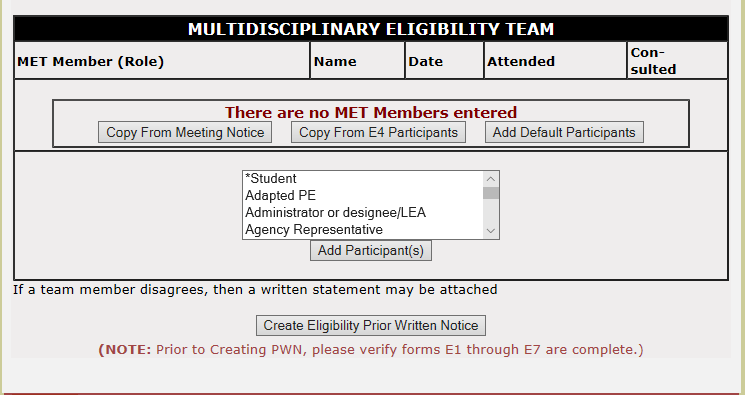 MULTIDISCIPLINARY ELIGIBILITY TEAM
MET Member (Role) Name Date Attended Con-
sulted
There are no MET Members entered
Copy From Meeting Notice Copy From E4 Participants Add Default Participants
*Student
Adapted PE
Administrator or designee/LEA
Agency Representative
Add Participant(s)
If a team member disagrees, then a written statement may be attached
Create Eligibility Prior Written Notice
(NOTE: Prior to Creating PWN, please verify forms E1 through E7 are complete.)